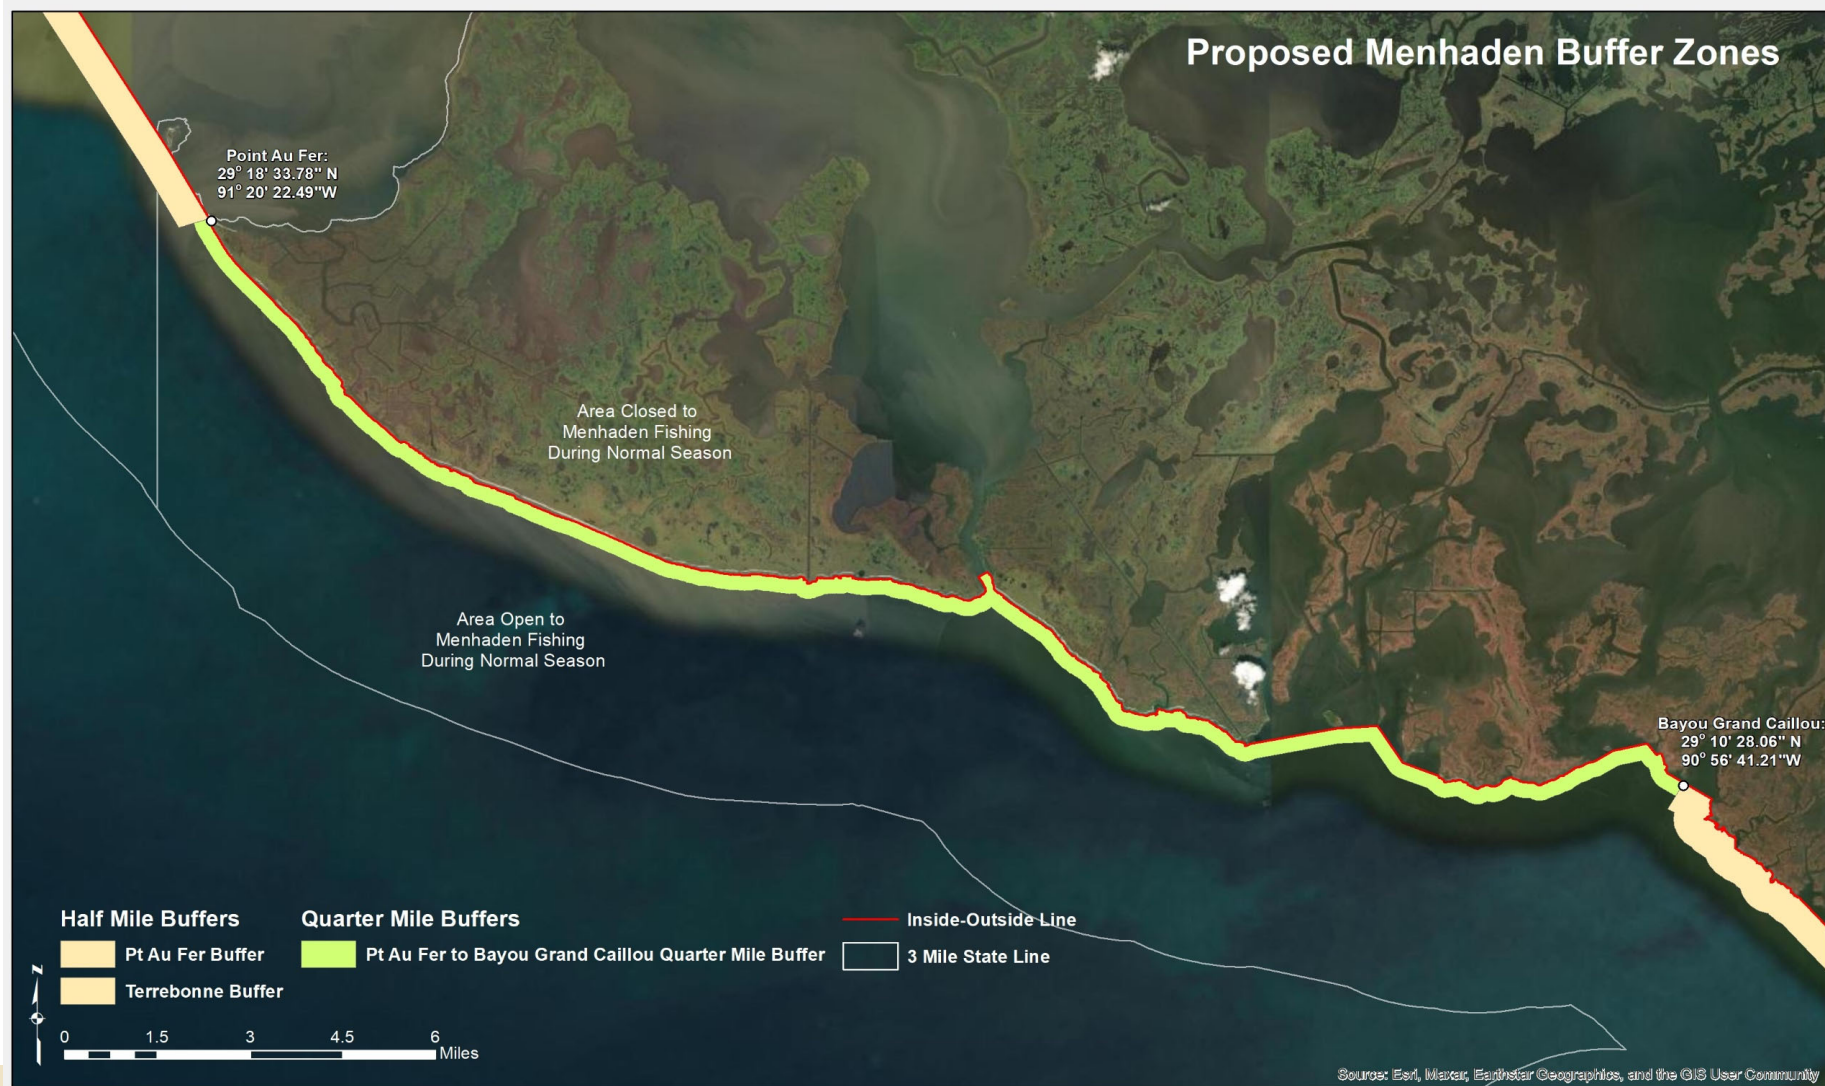 Proposed Menhaden Buffer Zones
Point Au Fer:
29° 18' 33.78" N
91° 20' 22.49"W
Area Closed to
Menhaden Fishing
During Normal Season
Area Open to
Menhaden Fishing
During Normal Season
Bayou Grand Caillou:
29° 10' 28.06" N
90° 56' 41.21"W
Half Mile Buffers
Pt Au Fer Buffer
Terrebonne Buffer
Quarter Mile Buffers
Pt Au Fer to Bayou Grand Caillou Quarter Mile Buffer
Inside-Outside Line
3 Mile State Line
N
0 1.5 3 4.5 6
Miles
Source: Esri, Maxar, Earthstar Geographics, and the GIS User Community